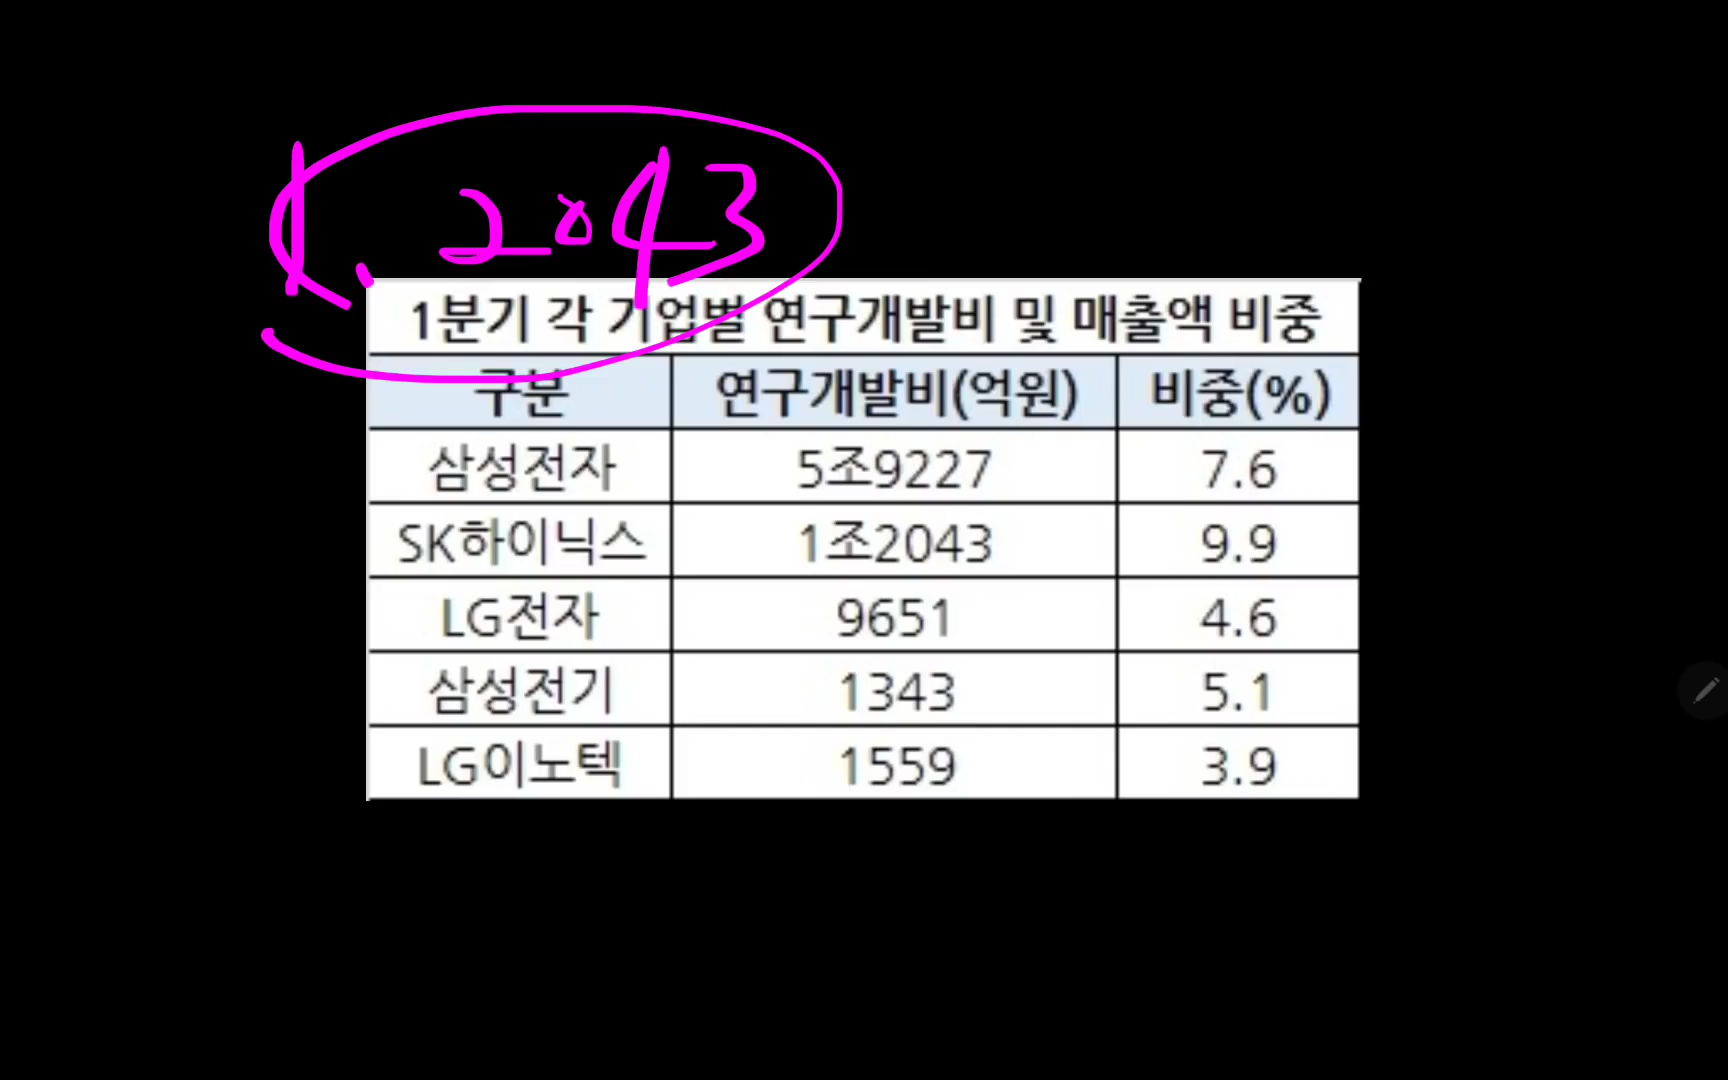 1, 2043
1분기 각 기업별 연구개발비 및 매출액 비중
구분 연구개발비(억원) 비중(%)
삼성전자 5조9227 7.6
SK하이닉스 1조2043 9.9
LG전자 9651 4.6
삼성전기 1343 5.1
LG이노텍 1559 3.9